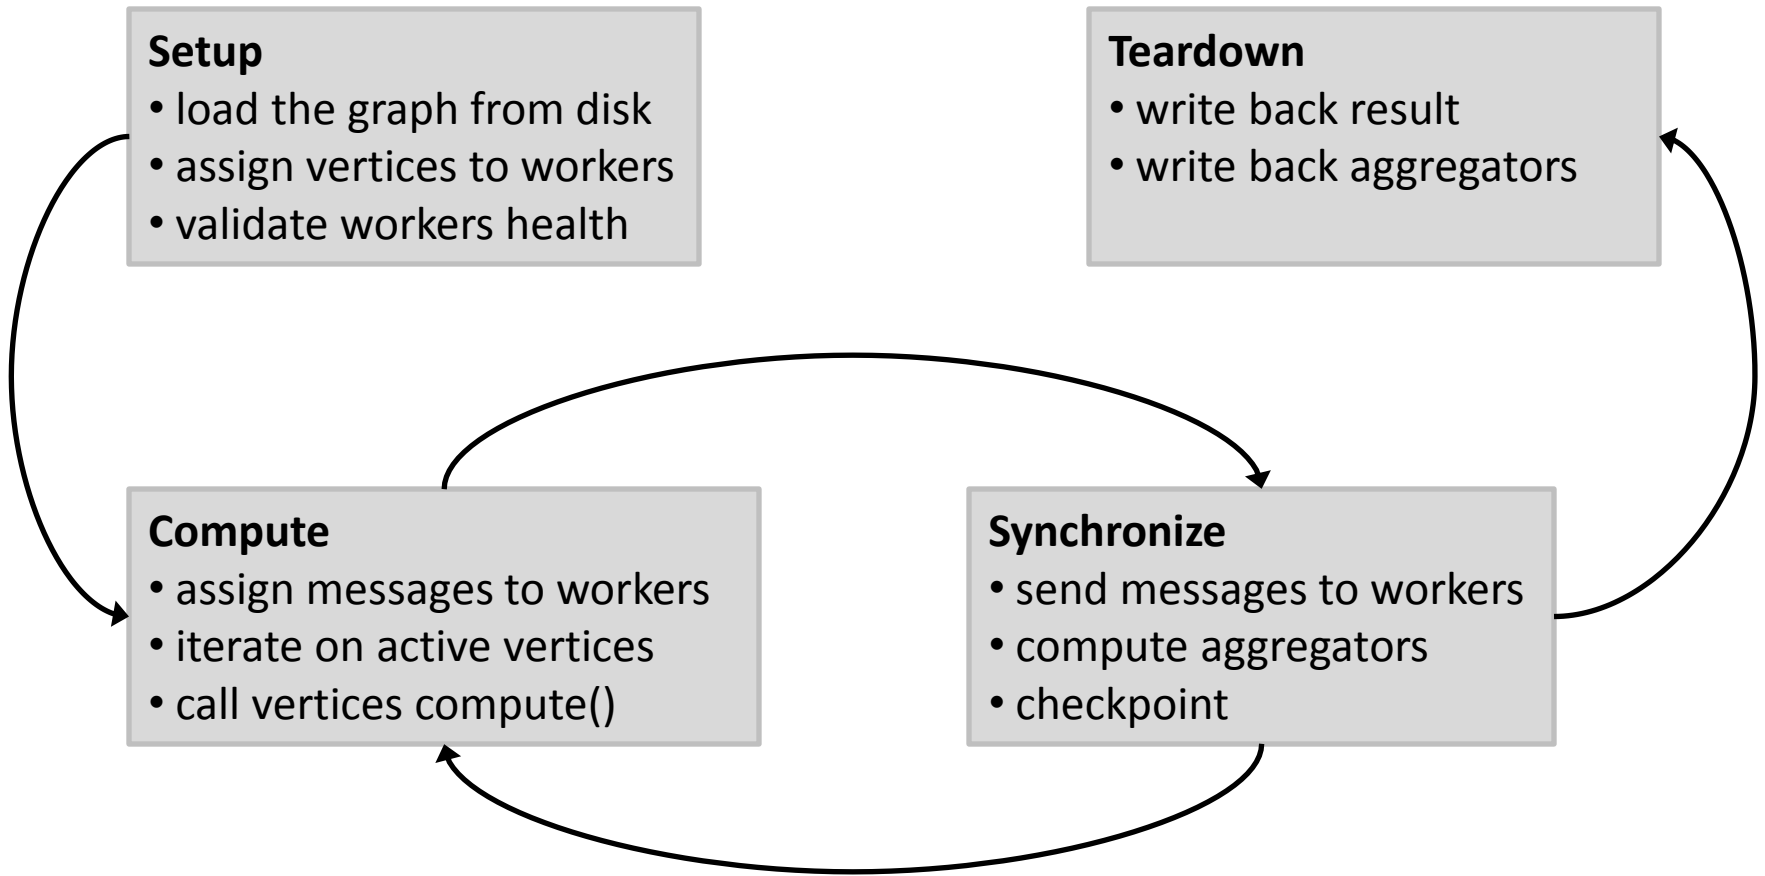 Setup
• load the graph from disk
• assign vertices to workers
• validate workers health
Teardown
• write back result
• write back aggregators
Compute
• assign messages to workers
• iterate on active vertices
• call vertices compute()
Synchronize
• send messages to workers
• compute aggregators
• checkpoint